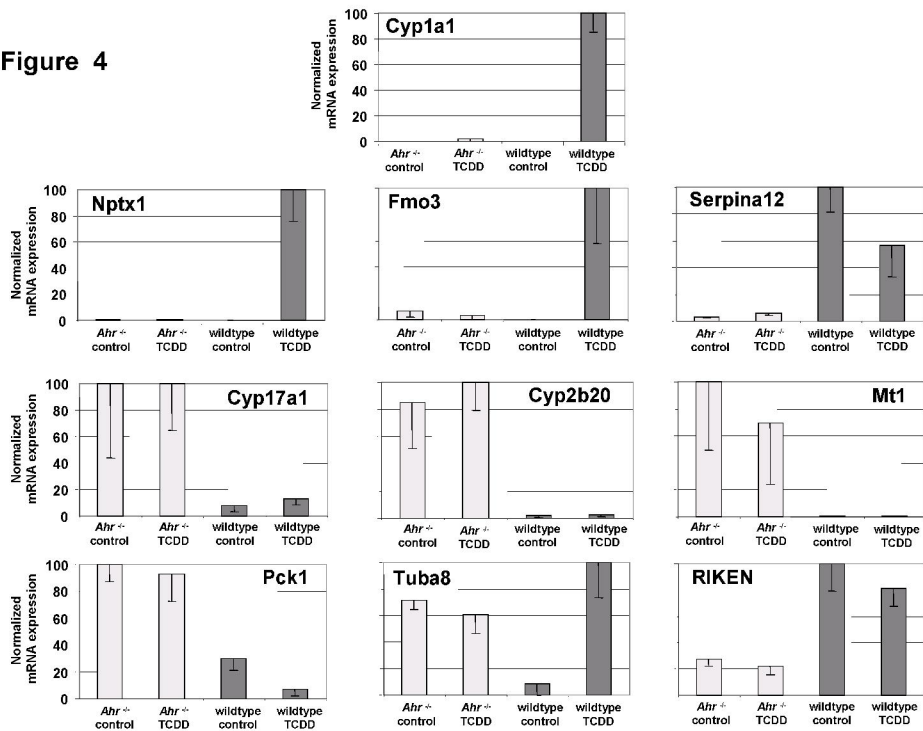 Figure 4
Cyp1a1
Normalized
mRNA expression
100
80
60
40
20
0
Ahr -/- control
Ahr -/- TCDD
wildtype control
wildtype TCDD
Nptx1
Normalized
mRNA expression
100
80
60
40
20
0
Ahr -/- control
Ahr -/- TCDD
wildtype control
wildtype TCDD
Fmo3
Ahr -/- control
Ahr -/- TCDD
wildtype control
wildtype TCDD
Serpina12
Ahr -/- control
Ahr -/- TCDD
wildtype control
wildtype TCDD
Cyp17a1
Normalized
mRNA expression
100
80
60
40
20
0
Ahr -/- control
Ahr -/- TCDD
wildtype control
wildtype TCDD
Cyp2b20
Ahr -/- control
Ahr -/- TCDD
wildtype control
wildtype TCDD
Mt1
Ahr -/- control
Ahr -/- TCDD
wildtype control
wildtype TCDD
Pck1
Normalized
mRNA expression
100
80
60
40
20
0
Ahr -/- control
Ahr -/- TCDD
wildtype control
wildtype TCDD
Tuba8
Ahr -/- control
Ahr -/- TCDD
wildtype control
wildtype TCDD
RIKEN
Ahr -/- control
Ahr -/- TCDD
wildtype control
wildtype TCDD